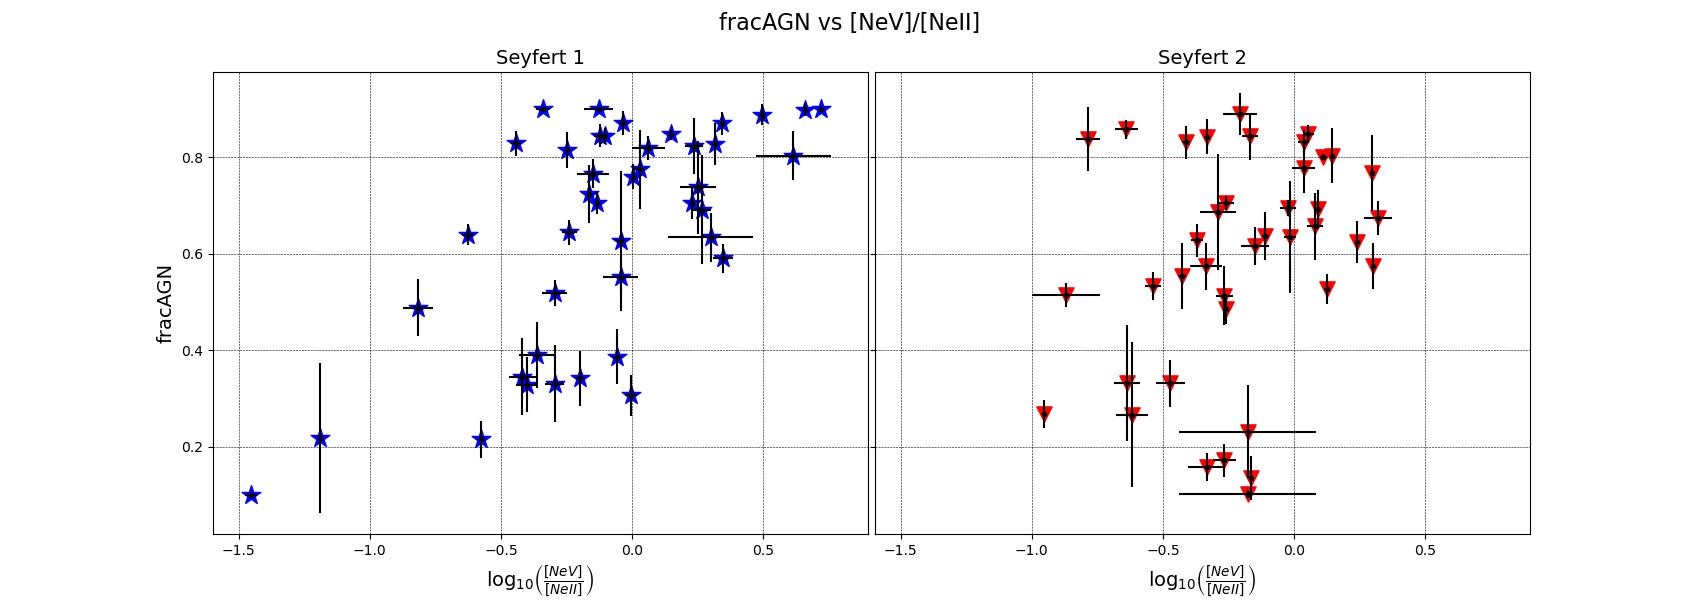 fracAGN vs [NeV]/[NeII]
Seyfert 1
Seyfert 2
fracAGN
0.8
0.6
0.4
0.2
−1.5 −1.0 −0.5 0.0 0.5
−1.5 −1.0 −0.5 0.0 0.5
log₁₀([NeV]/[NeII])
log₁₀([NeV]/[NeII])